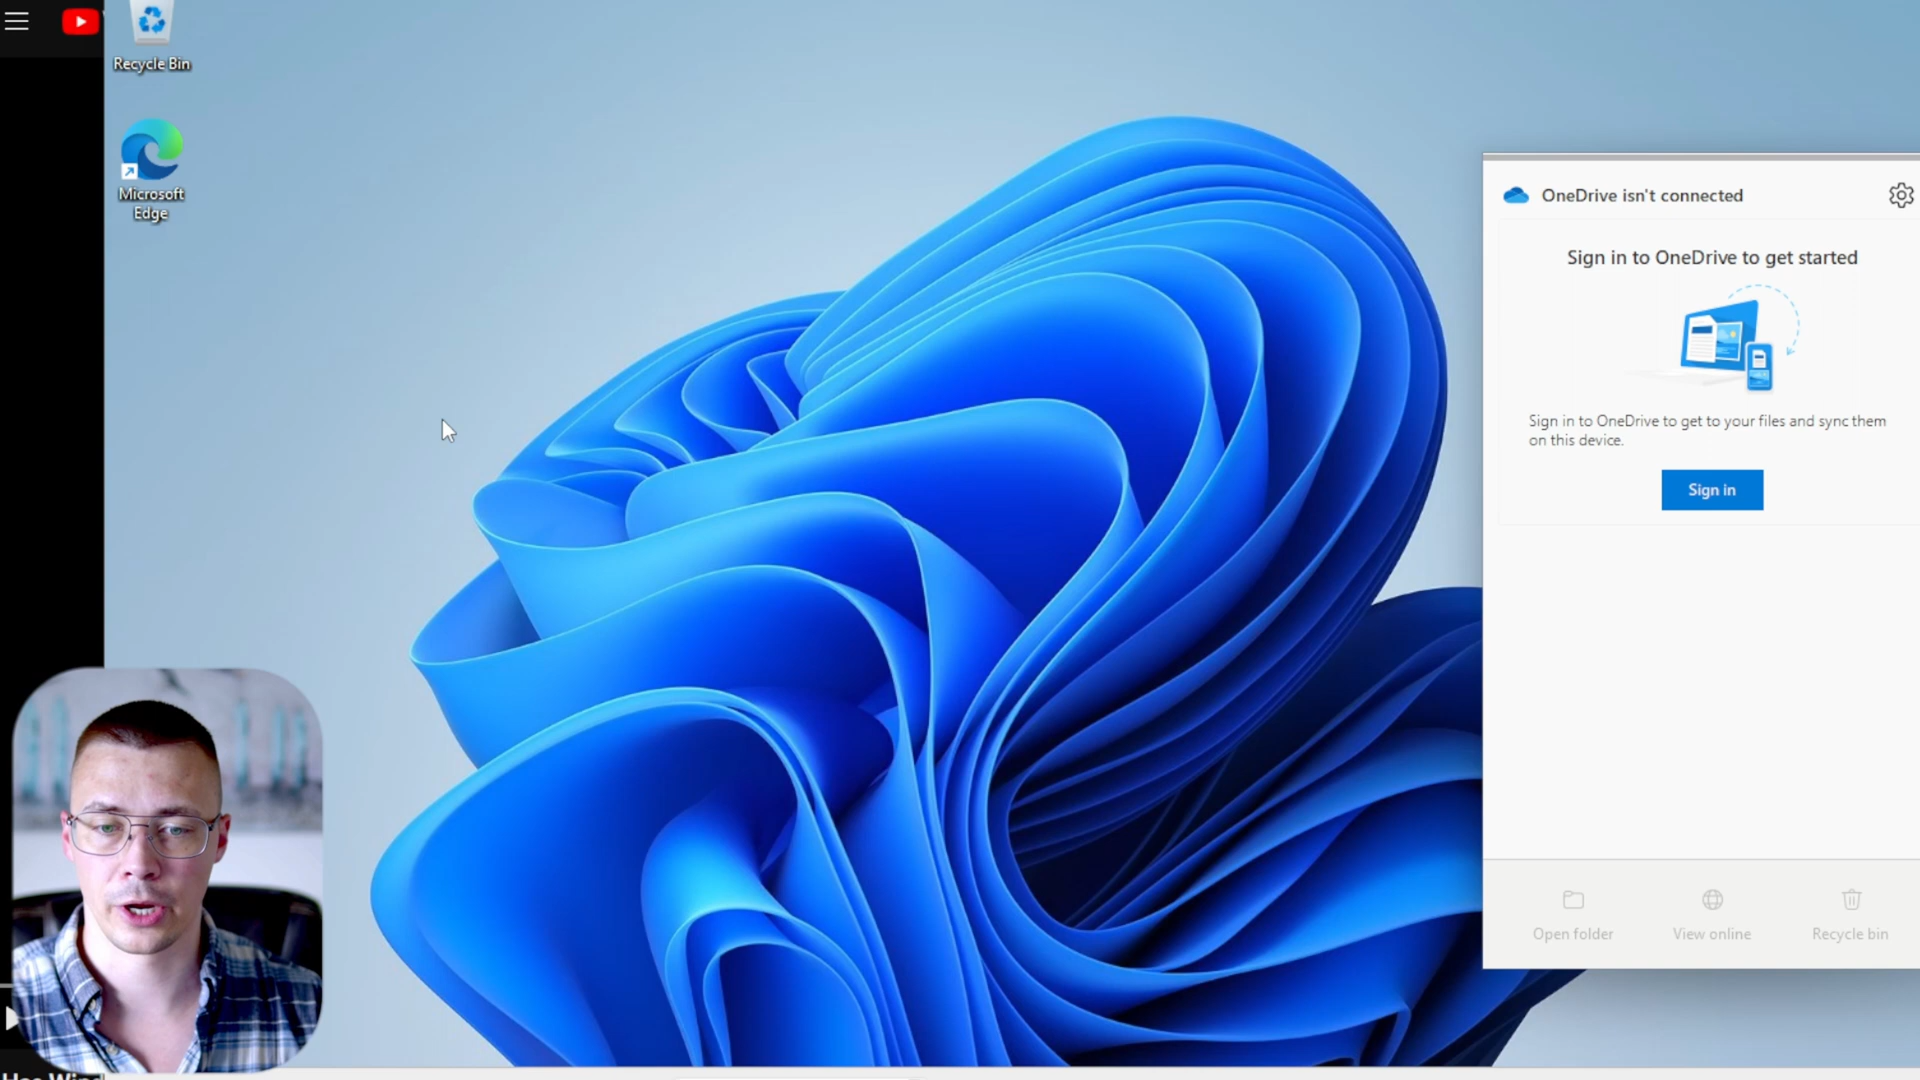 Recycle Bin
Microsoft
Edge
OneDrive isn't connected
Sign in to OneDrive to get started
Sign in to OneDrive to get to your files and sync them
on this device.
Sign in
Open folder
View online
Recycle bin